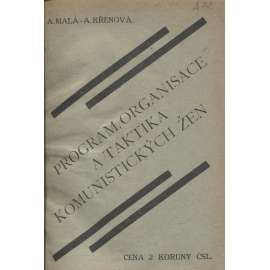 A. MALÁ - A. KŘENOVÁ.
PROGRAM, ORGANISACE
A TAKTIKA
KOMUNISTICKÝCH ŽEN
CENA 2 KORUNY ČSL.